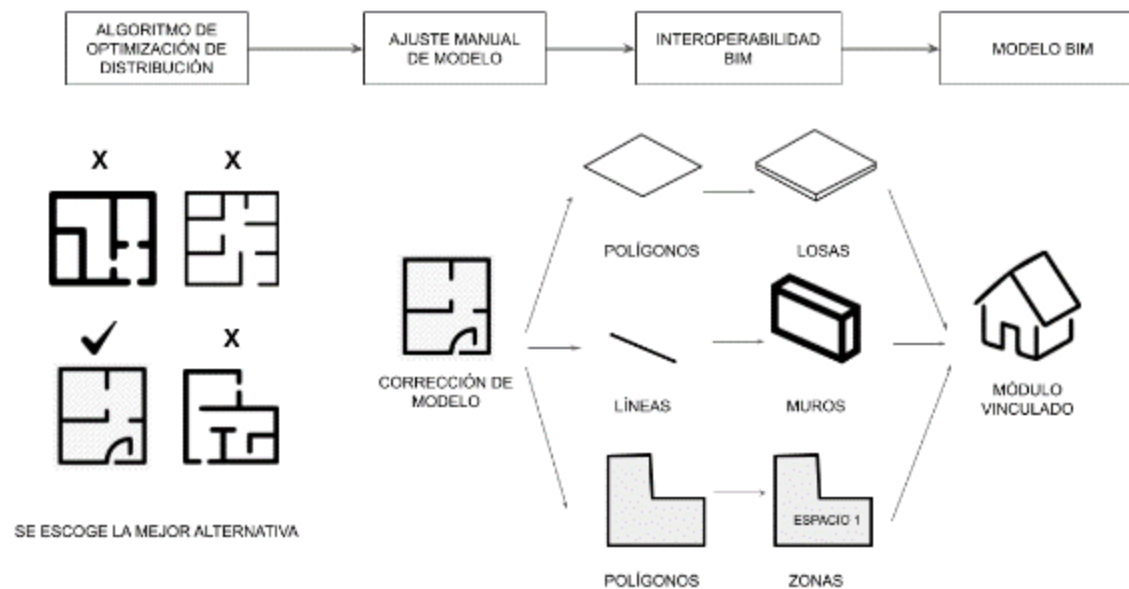 ALGORITMO DE
OPTIMIZACIÓN DE
DISTRIBUCIÓN
AJUSTE MANUAL
DE MODELO
INTEROPERABILIDAD
BIM
MODELO BIM
X
X
X
POLÍGONOS
LOSAS
CORRECCIÓN DE
MODELO
LÍNEAS
MUROS
MÓDULO
VINCULADO
SE ESCOGE LA MEJOR ALTERNATIVA
ESPACIO 1
POLÍGONOS
ZONAS